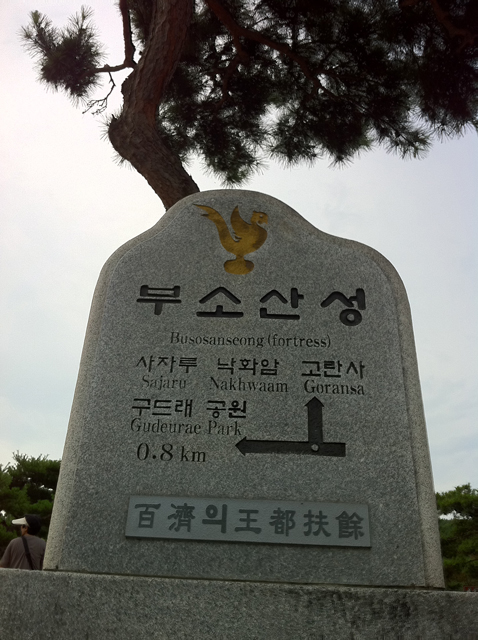 부소산성
Busosanseong (fortress)
사자루 낙화암 고란사
Sajaru Nakhwaam Goransa
구드래 공원
Gudeurae Park
0.8 km
百濟의王都扶餘